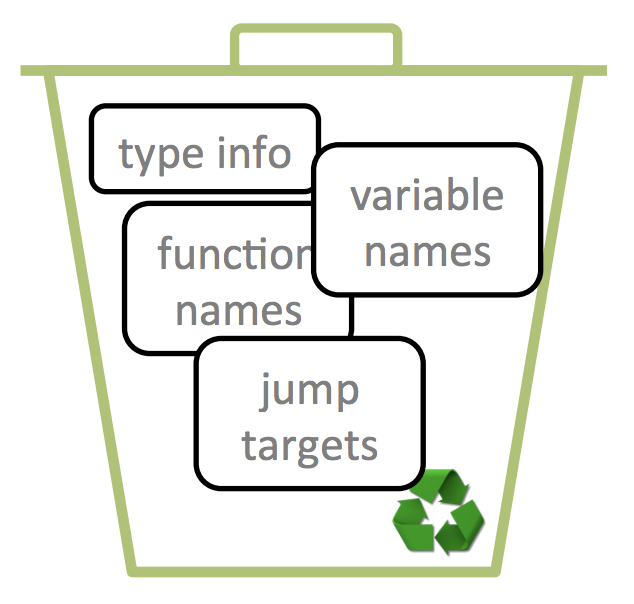 type info
variable
names
function
names
jump
targets